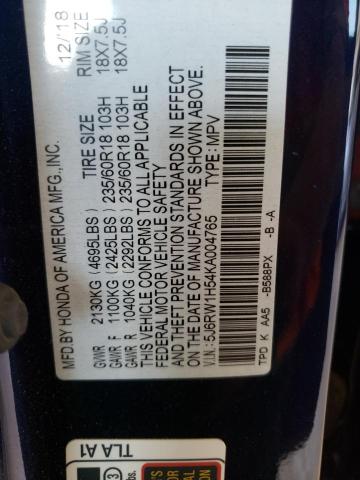 MFD.BY HONDA OF AMERICA MFG.,INC. 12/'18
TIRE SIZE RIM SIZE
GVWR 2130KG (4695LBS)
GAWR F 1100KG (2425LBS) 235/60R18 103H 18X7.5J
GAWR R 1040KG (2292LBS) 235/60R18 103H 18X7.5J
THIS VEHICLE CONFORMS TO ALL APPLICABLE
FEDERAL MOTOR VEHICLE SAFETY
AND THEFT PREVENTION STANDARDS IN EFFECT
ON THE DATE OF MANUFACTURE SHOWN ABOVE.
V.I.N.:5J6RW1H54KA004765 TYPE: MPV
TPD K AA5 -B588PX -B -A
TLA A1